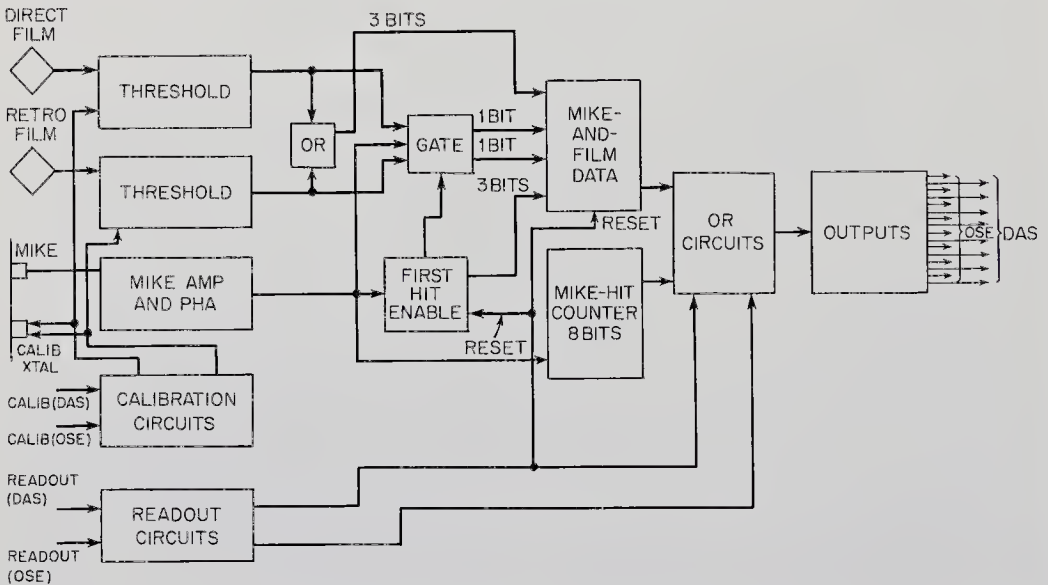 DIRECT
FILM
3 BITS
THRESHOLD
RETRO
FILM
OR
GATE
1 BIT
1 BIT
3 BITS
MIKE-
AND-
FILM
DATA
THRESHOLD
RESET
OR
CIRCUITS
OUTPUTS
OSE
DAS
MIKE
MIKE AMP
AND PHA
FIRST
HIT
ENABLE
MIKE-HIT
COUNTER
8 BITS
RESET
CALIB
XTAL
CALIB(DAS)
CALIB(OSE)
CALIBRATION
CIRCUITS
READOUT
(DAS)
READOUT
CIRCUITS
READOUT
(OSE)